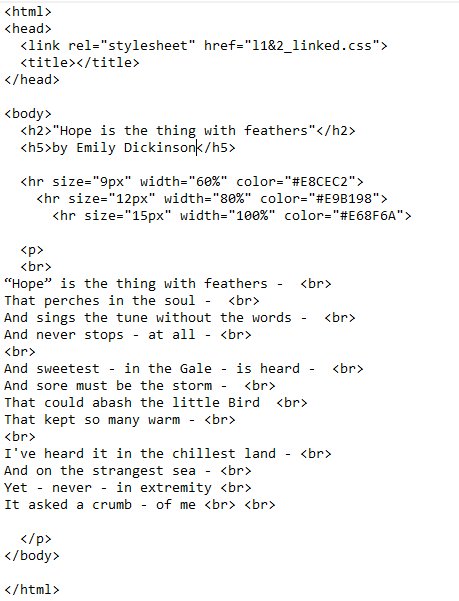 <html>
<head>
  <link rel="stylesheet" href="l1&2_linked.css">
  <title></title>
</head>

<body>
  <h2>"Hope is the thing with feathers"</h2>
  <h5>by Emily Dickinson</h5>

  <hr size="9px" width="60%" color="#E8CEC2">
    <hr size="12px" width="80%" color="#E9B198">
      <hr size="15px" width="100%" color="#E68F6A">

  <p>
  <br>
“Hope” is the thing with feathers -  <br>
That perches in the soul -  <br>
And sings the tune without the words -  <br>
And never stops - at all - <br>
<br>
And sweetest - in the Gale - is heard -  <br>
And sore must be the storm -  <br>
That could abash the little Bird  <br>
That kept so many warm - <br>
<br>
I've heard it in the chillest land - <br>
And on the strangest sea - <br>
Yet - never - in extremity <br>
It asked a crumb - of me <br> <br>

  </p>
</body>

</html>